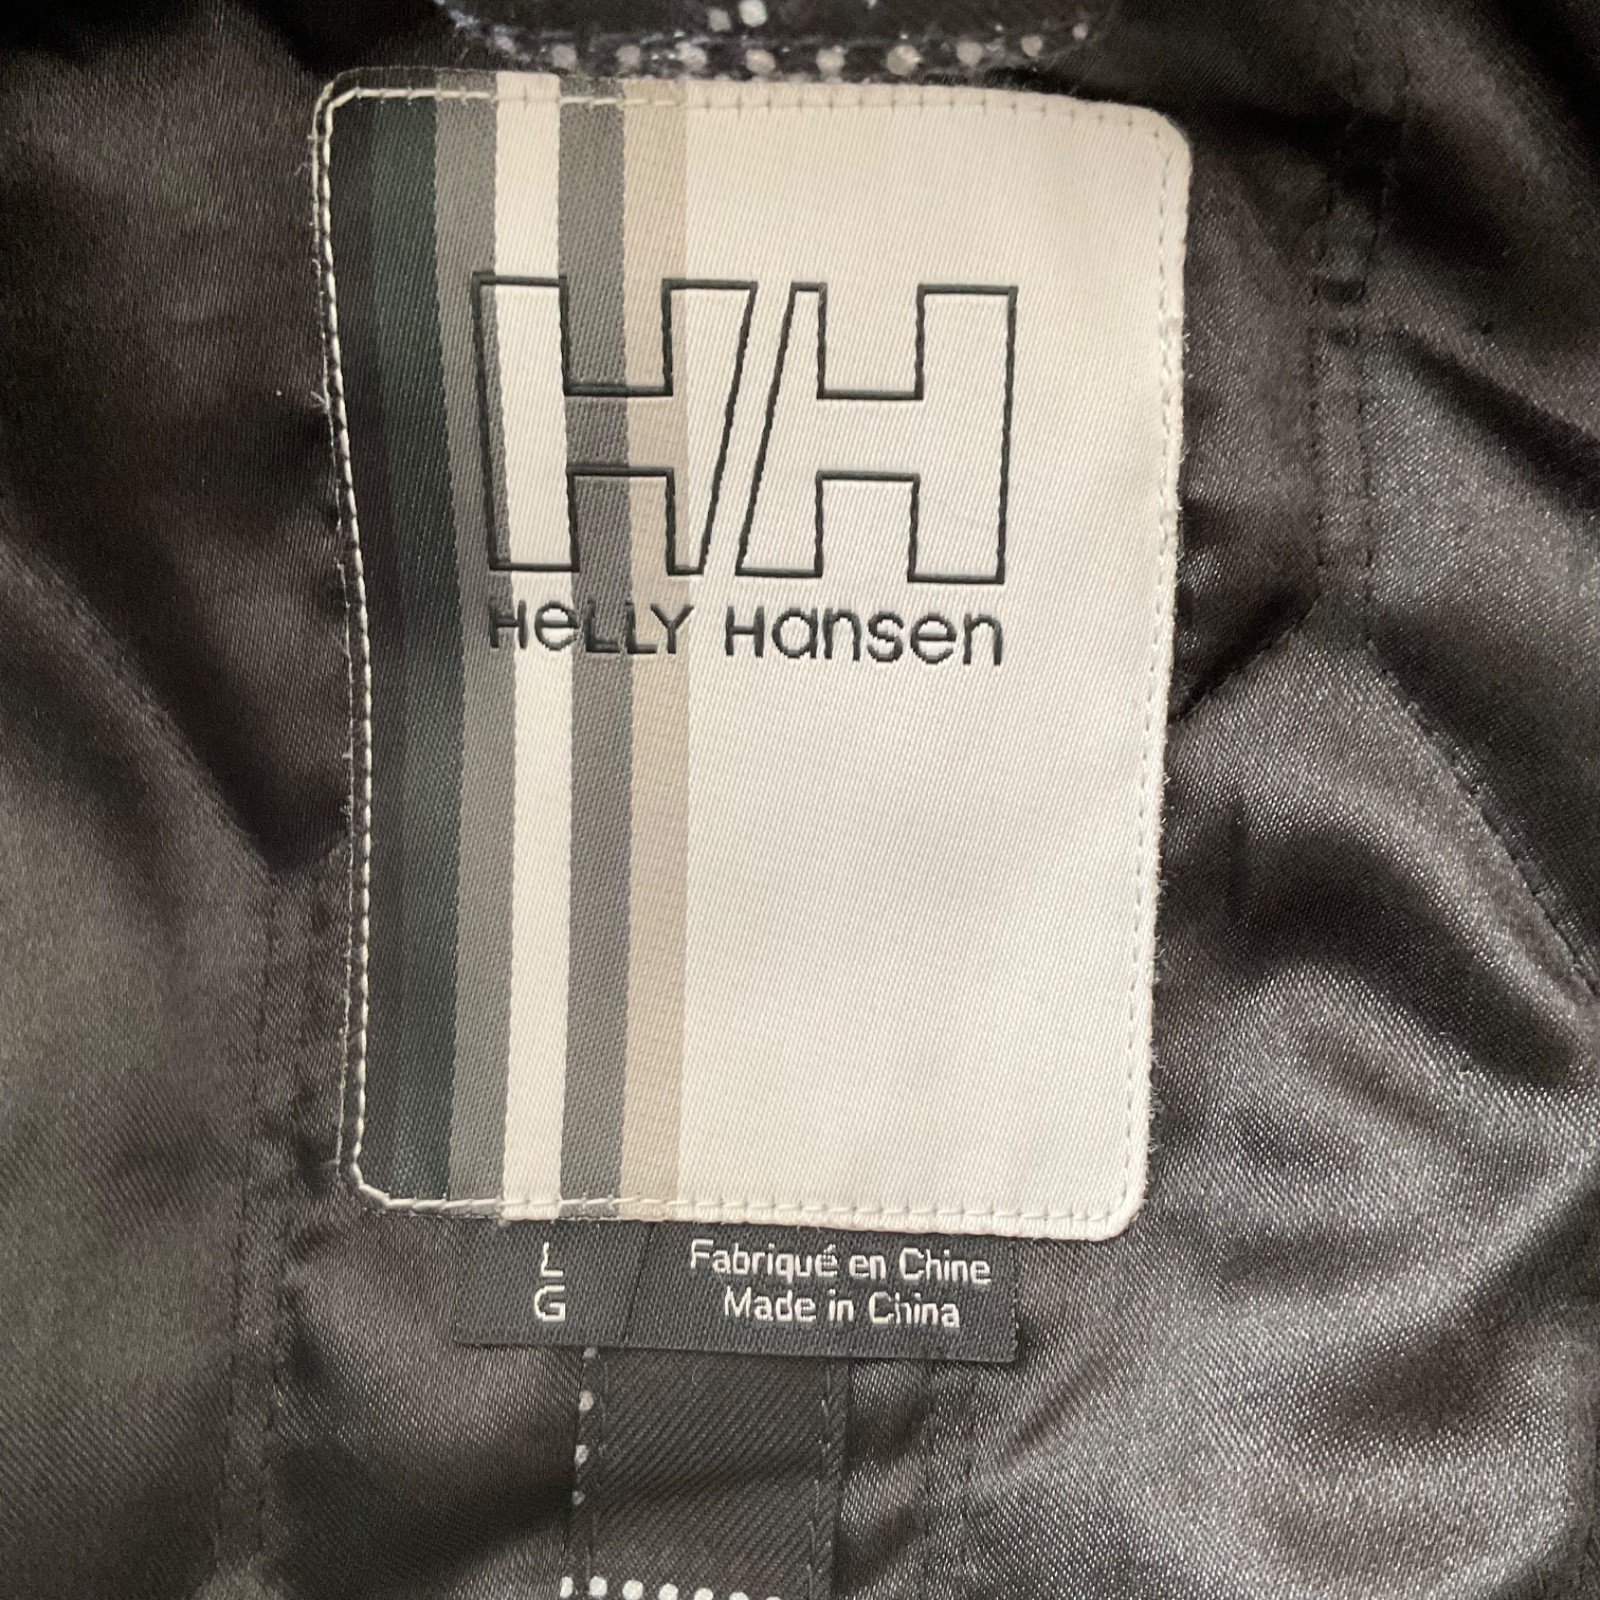 HH
HeLLY Hansen
L
G
Fabriqué en Chine
Made in China